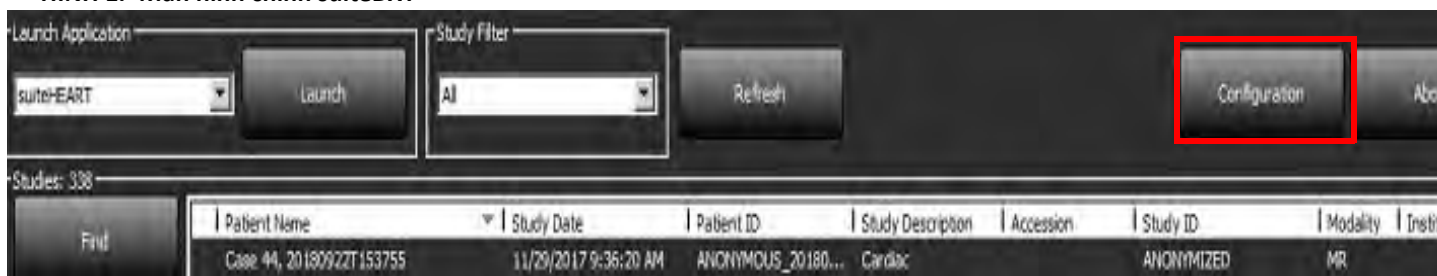 Launch Application
Study Filter
suiteHEART
Launch
All
Refresh
Configuration
Studies: 338
Find
Patient Name
Study Date
Patient ID
Study Description
Accession
Study ID
Modality
Case 44, 20180922T153755
11/29/2017 9:36:20 AM
ANONYMOUS_20180...
Cardiac
ANONYMIZED
MR